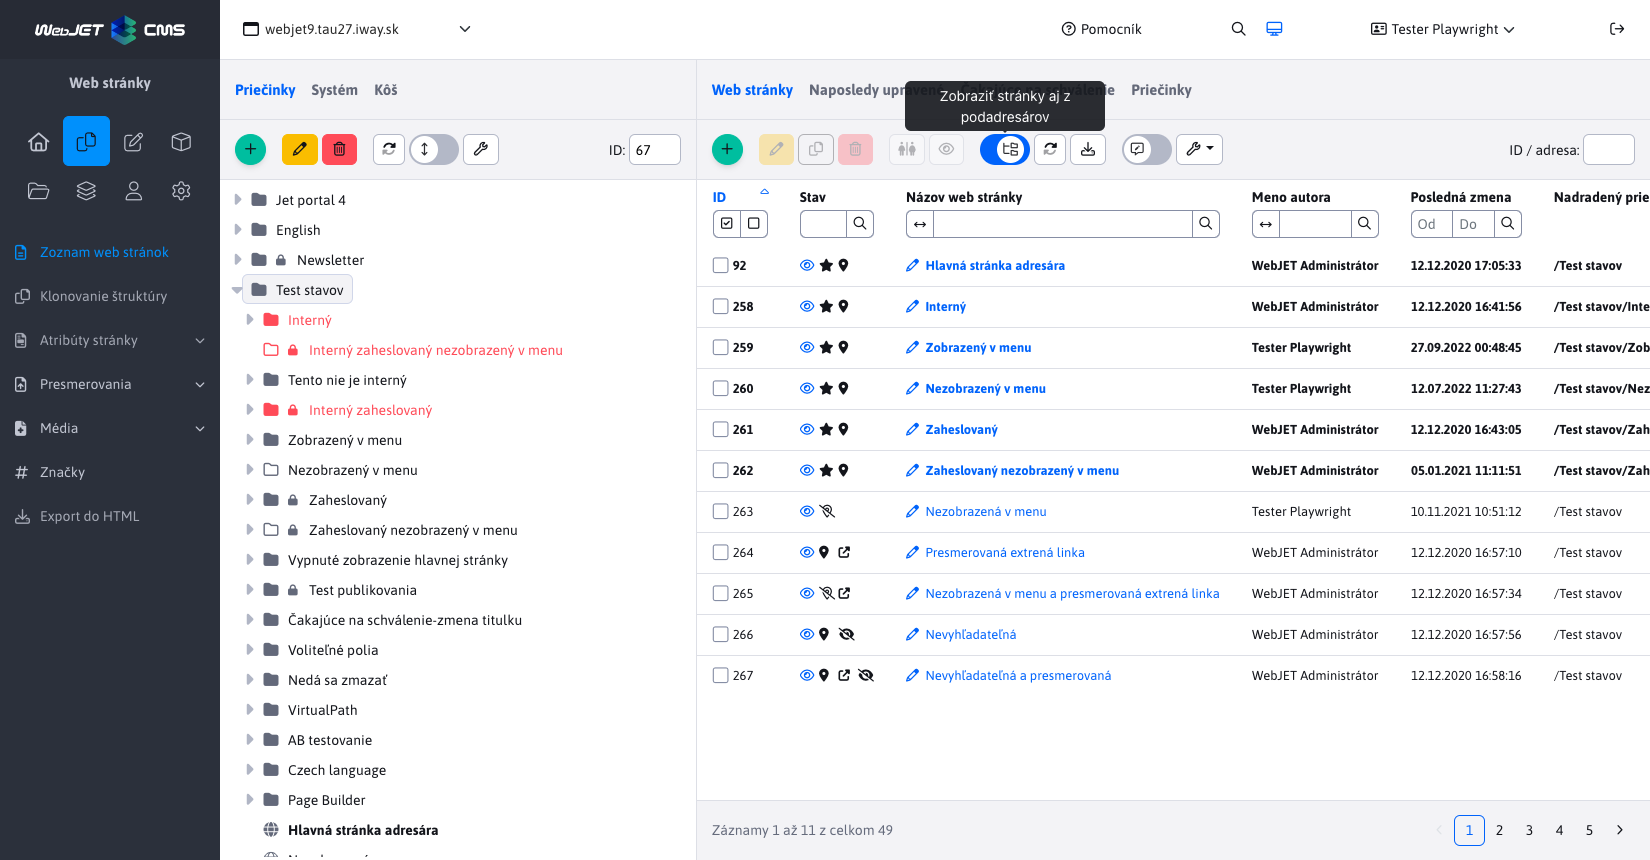 WebJET CMS
webjet9.tau27.iway.sk
Pomocník
Tester Playwright
Web stránky
Zoznam web stránok
Klonovanie štruktúry
Atribúty stránky
Presmerovania
Média
Značky
Export do HTML
Priečinky Systém Kôš
ID: 67
Jet portal 4
English
Newsletter
Test stavov
Interný
Interný zaheslovaný nezobrazený v menu
Tento nie je interný
Interný zaheslovaný
Zobrazený v menu
Nezobrazený v menu
Zaheslovaný
Zaheslovaný nezobrazený v menu
Vypnuté zobrazenie hlavnej stránky
Test publikovania
Čakajúce na schválenie-zmena titulku
Voliteľné polia
Nedá sa zmazať
VirtualPath
AB testovanie
Czech language
Page Builder
Hlavná stránka adresára
Web stránky Naposledy upravené Čakajúce na schválenie Priečinky
Zobraziť stránky aj z
podadresárov
ID / adresa:
ID Stav Názov web stránky Meno autora Posledná zmena Nadradený prie
Od Do
92 Hlavná stránka adresára WebJET Administrátor 12.12.2020 17:05:33 /Test stavov
258 Interný WebJET Administrátor 12.12.2020 16:41:56 /Test stavov/Inte
259 Zobrazený v menu Tester Playwright 27.09.2022 00:48:45 /Test stavov/Zob
260 Nezobrazený v menu Tester Playwright 12.07.2022 11:27:43 /Test stavov/Nez
261 Zaheslovaný WebJET Administrátor 12.12.2020 16:43:05 /Test stavov/Zah
262 Zaheslovaný nezobrazený v menu WebJET Administrátor 05.01.2021 11:11:51 /Test stavov/Zah
263 Nezobrazená v menu Tester Playwright 10.11.2021 10:51:12 /Test stavov
264 Presmerovaná extrená linka WebJET Administrátor 12.12.2020 16:57:10 /Test stavov
265 Nezobrazená v menu a presmerovaná extrená linka WebJET Administrátor 12.12.2020 16:57:34 /Test stavov
266 Nevyhľadateľná WebJET Administrátor 12.12.2020 16:57:56 /Test stavov
267 Nevyhľadateľná a presmerovaná WebJET Administrátor 12.12.2020 16:58:16 /Test stavov
Záznamy 1 až 11 z celkom 49
1 2 3 4 5